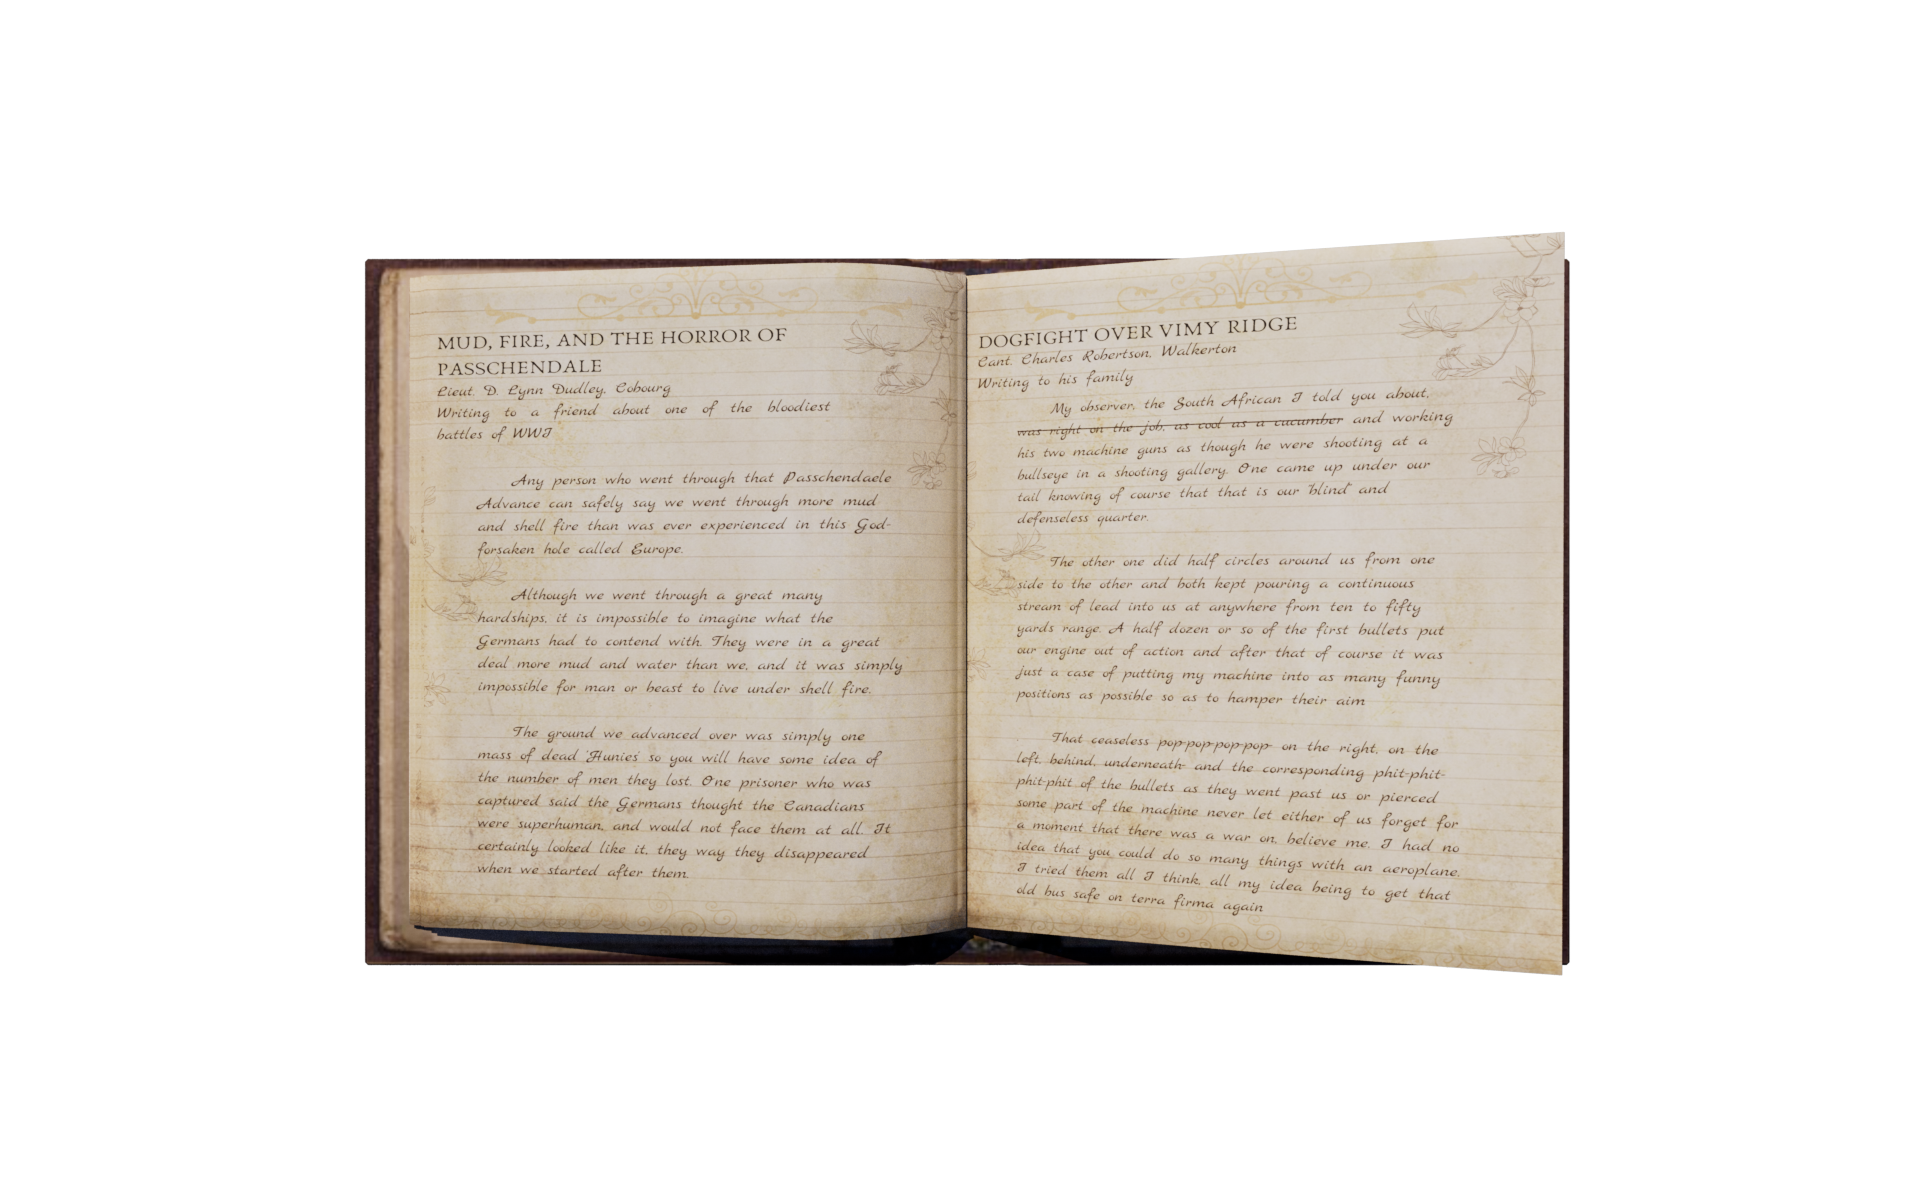 MUD, FIRE, AND THE HORROR OF
PASSCHENDALE
Lieut. D. Lynn Dudley, Cobourg
Writing to a friend about one of the bloodiest
battles of WWI
Any person who went through that Passchendaele
Advance can safely say we went through more mud
and shell fire than was ever experienced in this God-
forsaken hole called Europe.
Although we went through a great many
hardships, it is impossible to imagine what the
Germans had to contend with. They were in a great
deal more mud and water than we, and it was simply
impossible for man or beast to live under shell fire.
The ground we advanced over was simply one
mass of dead 'Hunies' so you will have some idea of
the number of men they lost. One prisoner who was
captured said the Germans thought the Canadians
were superhuman, and would not face them at all. It
certainly looked like it, they way they disappeared
when we started after them.
DOGFIGHT OVER VIMY RIDGE
Cant. Charles Robertson, Walkerton
Writing to his family
My observer, the South African I told you about,
was right on the job, as cool as a cucumber and working
his two machine guns as though he were shooting at a
bullseye in a shooting gallery. One came up under our
tail knowing of course that that is our 'blind' and
defenseless quarter.
The other one did half circles around us from one
side to the other and both kept pouring a continuous
stream of lead into us at anywhere from ten to fifty
yards range. A half dozen or so of the first bullets put
our engine out of action and after that of course it was
just a case of putting my machine into as many funny
positions as possible so as to hamper their aim
That ceaseless pop-pop-pop-pop- on the right, on the
left, behind, underneath- and the corresponding phit-phit-
phit-phit of the bullets as they went past us or pierced
some part of the machine never let either of us forget for
a moment that there was a war on, believe me. I had no
idea that you could do so many things with an aeroplane.
I tried them all I think, all my idea being to get that
old bus safe on terra firma again